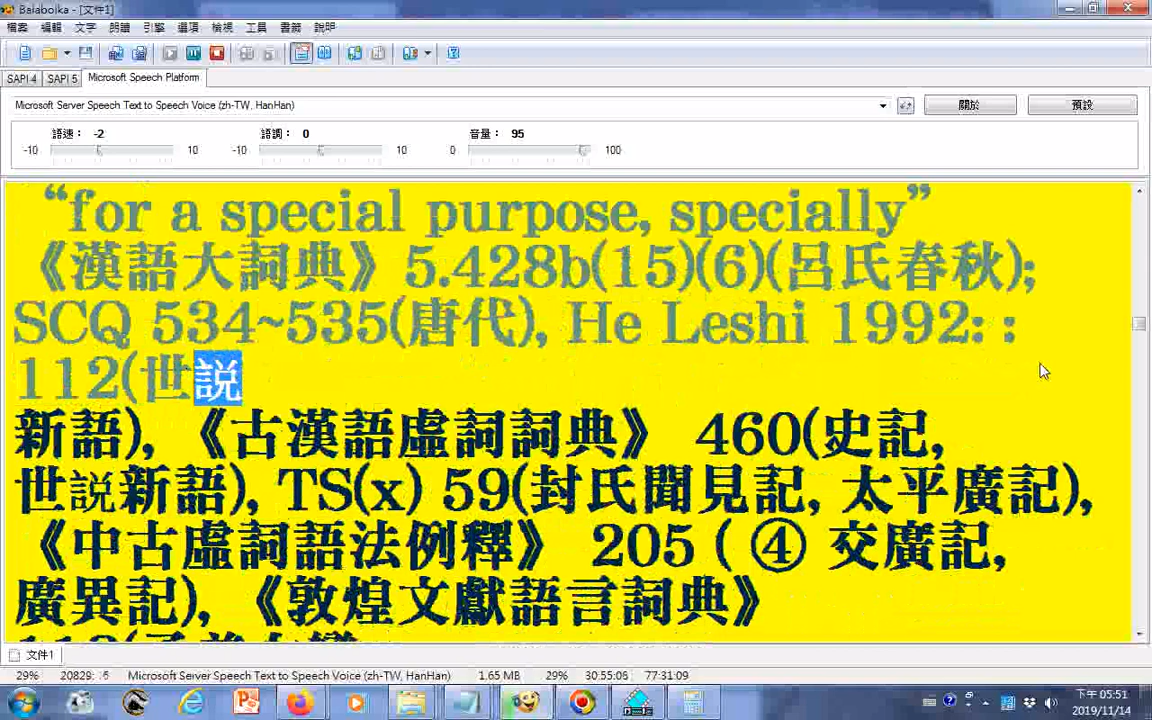 Balabolka - [文件1]
檔案 編輯 文字 朗讀 引擎 選項 檢視 工具 書籤 說明
SAPI 4 SAPI 5 Microsoft Speech Platform
Microsoft Server Speech Text to Speech Voice (zh-TW, HanHan)
關於 預設
語速： -2 語調： 0 音量： 95
-10 10 -10 10 0 100
“for a special purpose, specially”
《漢語大詞典》5.428b(15)(6)(呂氏春秋);
SCQ 534~535(唐代), He Leshi 1992: :
112(世説
新語), 《古漢語虛詞詞典》 460(史記,
世説新語), TS(x) 59(封氏聞見記, 太平廣記),
《中古虛詞語法例釋》 205 ( ④ 交廣記,
廣異記), 《敦煌文獻語言詞典》
文件1
29% Microsoft Server Speech Text to Speech Voice (zh-TW, HanHan) 1.65 MB 29% 30:55:08 77:31:09
下午 05:51
2019/11/14